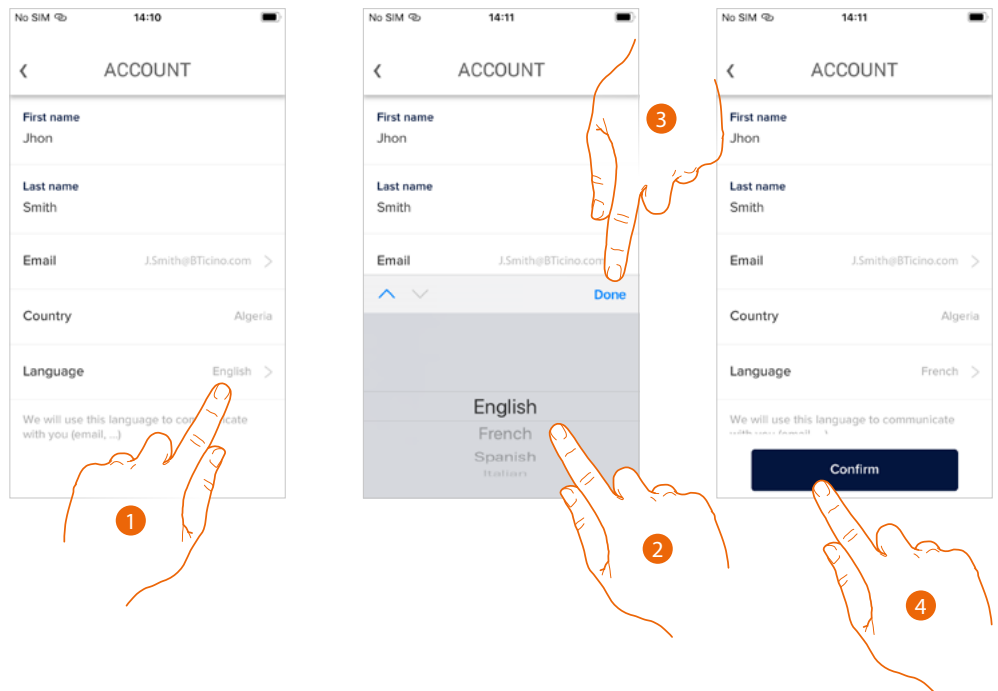 No SIM 14:10
ACCOUNT
First name
Jhon
Last name
Smith
Email J.Smith@BTicino.com
Country Algeria
Language English
We will use this language to communicate
with you (email, ...)
1
No SIM 14:11
ACCOUNT
First name
Jhon
Last name
Smith
Email J.Smith@BTicino.com
Done
English
French
Spanish
Italian
2
3
No SIM 14:11
ACCOUNT
First name
Jhon
Last name
Smith
Email J.Smith@BTicino.com
Country Algeria
Language French
We will use this language to communicate
with you (email, ...)
Confirm
4